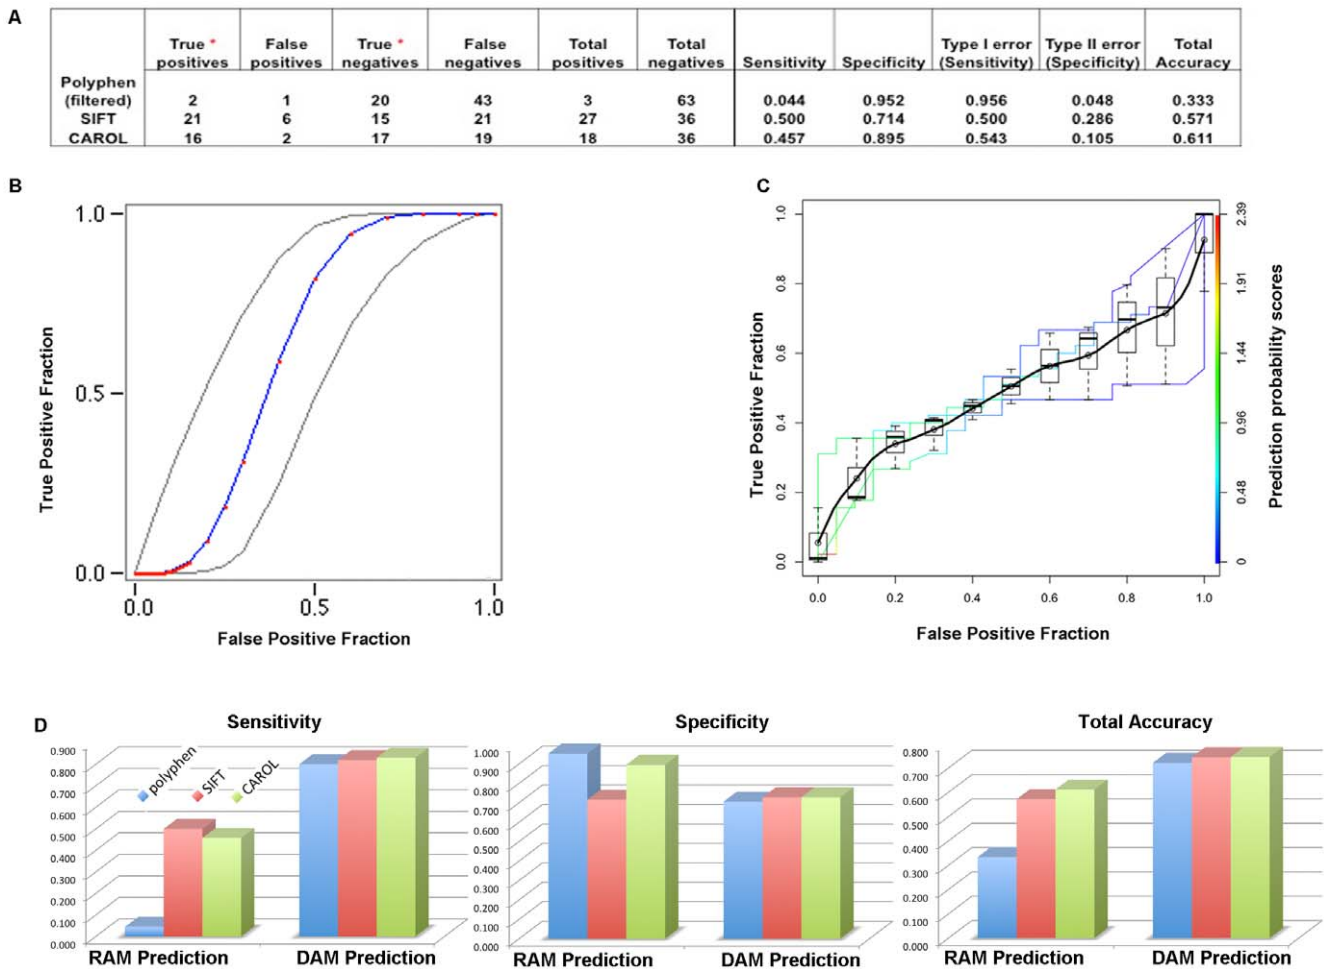 A
True * False True * False Total Total Type I error Type II error Total
positives positives negatives negatives positives negatives Sensitivity Specificity (Sensitivity) (Specificity) Accuracy
Polyphen
(filtered) 2 1 20 43 3 63 0.044 0.952 0.956 0.048 0.333
SIFT 21 6 15 21 27 36 0.500 0.714 0.500 0.286 0.571
CAROL 16 2 17 19 18 36 0.457 0.895 0.543 0.105 0.611
B
1.0
0.5
0.0
True Positive Fraction
0.0 0.5 1.0
False Positive Fraction
C
1.0
0.8
0.6
0.4
0.2
0.0
True Positive Fraction
0.0 0.2 0.4 0.6 0.8 1.0
False Positive Fraction
2.39
1.91
1.44
0.96
0.48
0
Prediction probability scores
D
Sensitivity
0.900
0.800
0.700
0.600
0.500
0.400
0.300
0.200
0.100
0.000
polyphen
SIFT
CAROL
RAM Prediction DAM Prediction
Specificity
1.000
0.900
0.800
0.700
0.600
0.500
0.400
0.300
0.200
0.100
0.000
RAM Prediction DAM Prediction
Total Accuracy
0.800
0.700
0.600
0.500
0.400
0.300
0.200
0.100
0.000
RAM Prediction DAM Prediction